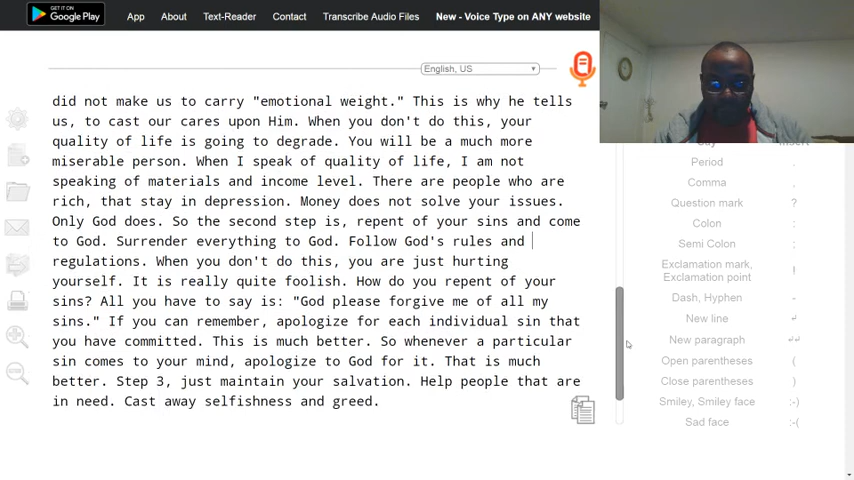 GET IT ON
Google Play
App About Text-Reader Contact Transcribe Audio Files New - Voice Type on ANY website
English, US
did not make us to carry "emotional weight." This is why he tells
us, to cast our cares upon Him. When you don't do this, your
quality of life is going to degrade. You will be a much more
miserable person. When I speak of quality of life, I am not
speaking of materials and income level. There are people who are
rich, that stay in depression. Money does not solve your issues.
Only God does. So the second step is, repent of your sins and come
to God. Surrender everything to God. Follow God's rules and
regulations. When you don't do this, you are just hurting
yourself. It is really quite foolish. How do you repent of your
sins? All you have to say is: "God please forgive me of all my
sins." If you can remember, apologize for each individual sin that
you have committed. This is much better. So whenever a particular
sin comes to your mind, apologize to God for it. That is much
better. Step 3, just maintain your salvation. Help people that are
in need. Cast away selfishness and greed.
Period .
Comma ,
Question mark ?
Colon :
Semi Colon ;
Exclamation mark,
Exclamation point !
Dash, Hyphen -
New line ↵
New paragraph ↵↵
Open parentheses (
Close parentheses )
Smiley, Smiley face :-)
Sad face :-(